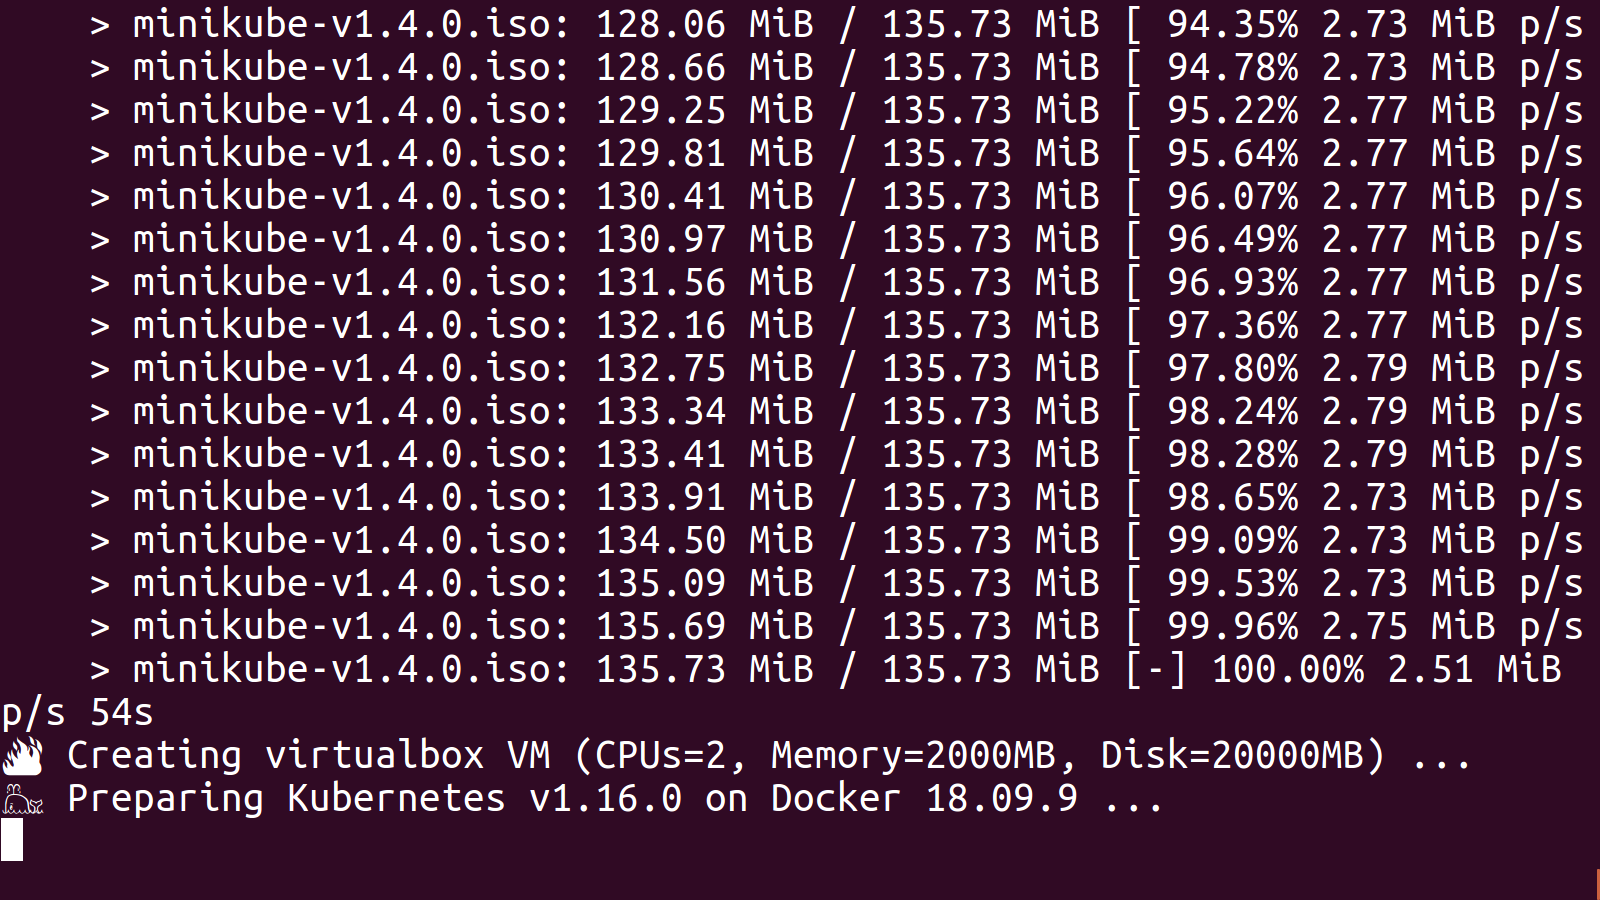 > minikube-v1.4.0.iso: 128.06 MiB / 135.73 MiB [ 94.35% 2.73 MiB p/s
> minikube-v1.4.0.iso: 128.66 MiB / 135.73 MiB [ 94.78% 2.73 MiB p/s
> minikube-v1.4.0.iso: 129.25 MiB / 135.73 MiB [ 95.22% 2.77 MiB p/s
> minikube-v1.4.0.iso: 129.81 MiB / 135.73 MiB [ 95.64% 2.77 MiB p/s
> minikube-v1.4.0.iso: 130.41 MiB / 135.73 MiB [ 96.07% 2.77 MiB p/s
> minikube-v1.4.0.iso: 130.97 MiB / 135.73 MiB [ 96.49% 2.77 MiB p/s
> minikube-v1.4.0.iso: 131.56 MiB / 135.73 MiB [ 96.93% 2.77 MiB p/s
> minikube-v1.4.0.iso: 132.16 MiB / 135.73 MiB [ 97.36% 2.77 MiB p/s
> minikube-v1.4.0.iso: 132.75 MiB / 135.73 MiB [ 97.80% 2.79 MiB p/s
> minikube-v1.4.0.iso: 133.34 MiB / 135.73 MiB [ 98.24% 2.79 MiB p/s
> minikube-v1.4.0.iso: 133.41 MiB / 135.73 MiB [ 98.28% 2.79 MiB p/s
> minikube-v1.4.0.iso: 133.91 MiB / 135.73 MiB [ 98.65% 2.73 MiB p/s
> minikube-v1.4.0.iso: 134.50 MiB / 135.73 MiB [ 99.09% 2.73 MiB p/s
> minikube-v1.4.0.iso: 135.09 MiB / 135.73 MiB [ 99.53% 2.73 MiB p/s
> minikube-v1.4.0.iso: 135.69 MiB / 135.73 MiB [ 99.96% 2.75 MiB p/s
> minikube-v1.4.0.iso: 135.73 MiB / 135.73 MiB [-] 100.00% 2.51 MiB
p/s 54s
🔥 Creating virtualbox VM (CPUs=2, Memory=2000MB, Disk=20000MB) ...
🐳 Preparing Kubernetes v1.16.0 on Docker 18.09.9 ...